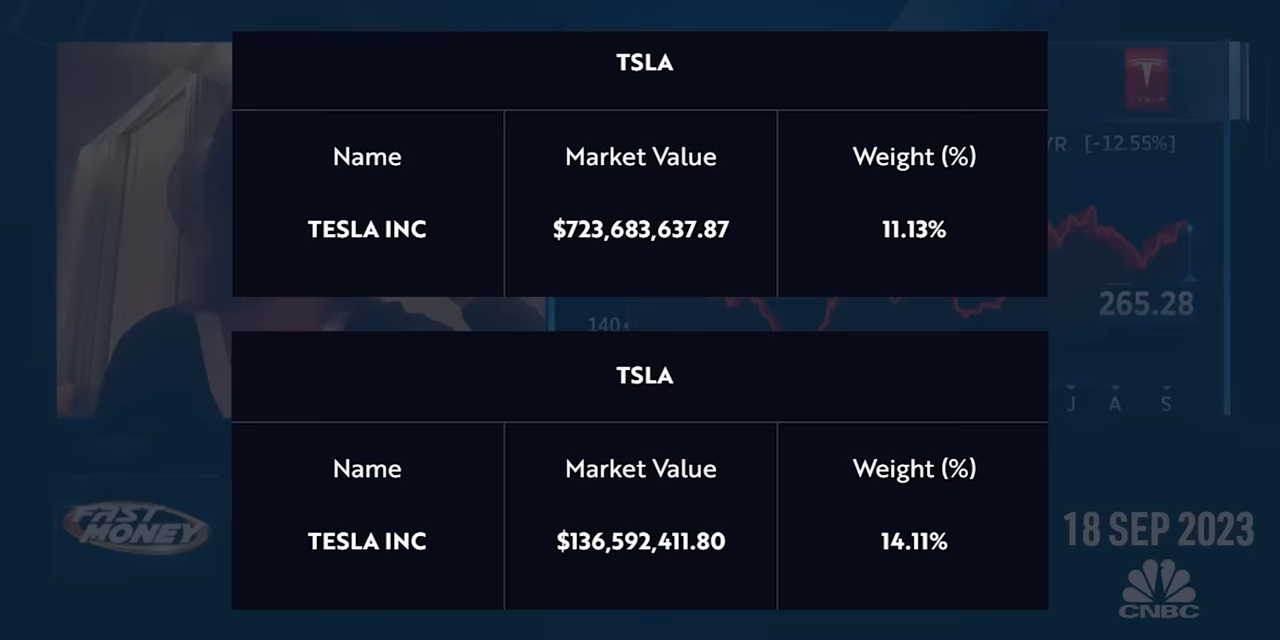 TSLA
Name Market Value Weight (%)
TESLA INC $723,683,637.87 11.13%
YR [-12.55%]
265.28
140
TSLA
J A S
Name Market Value Weight (%)
TESLA INC $136,592,411.80 14.11%
FAST MONEY
18 SEP 2023
CNBC